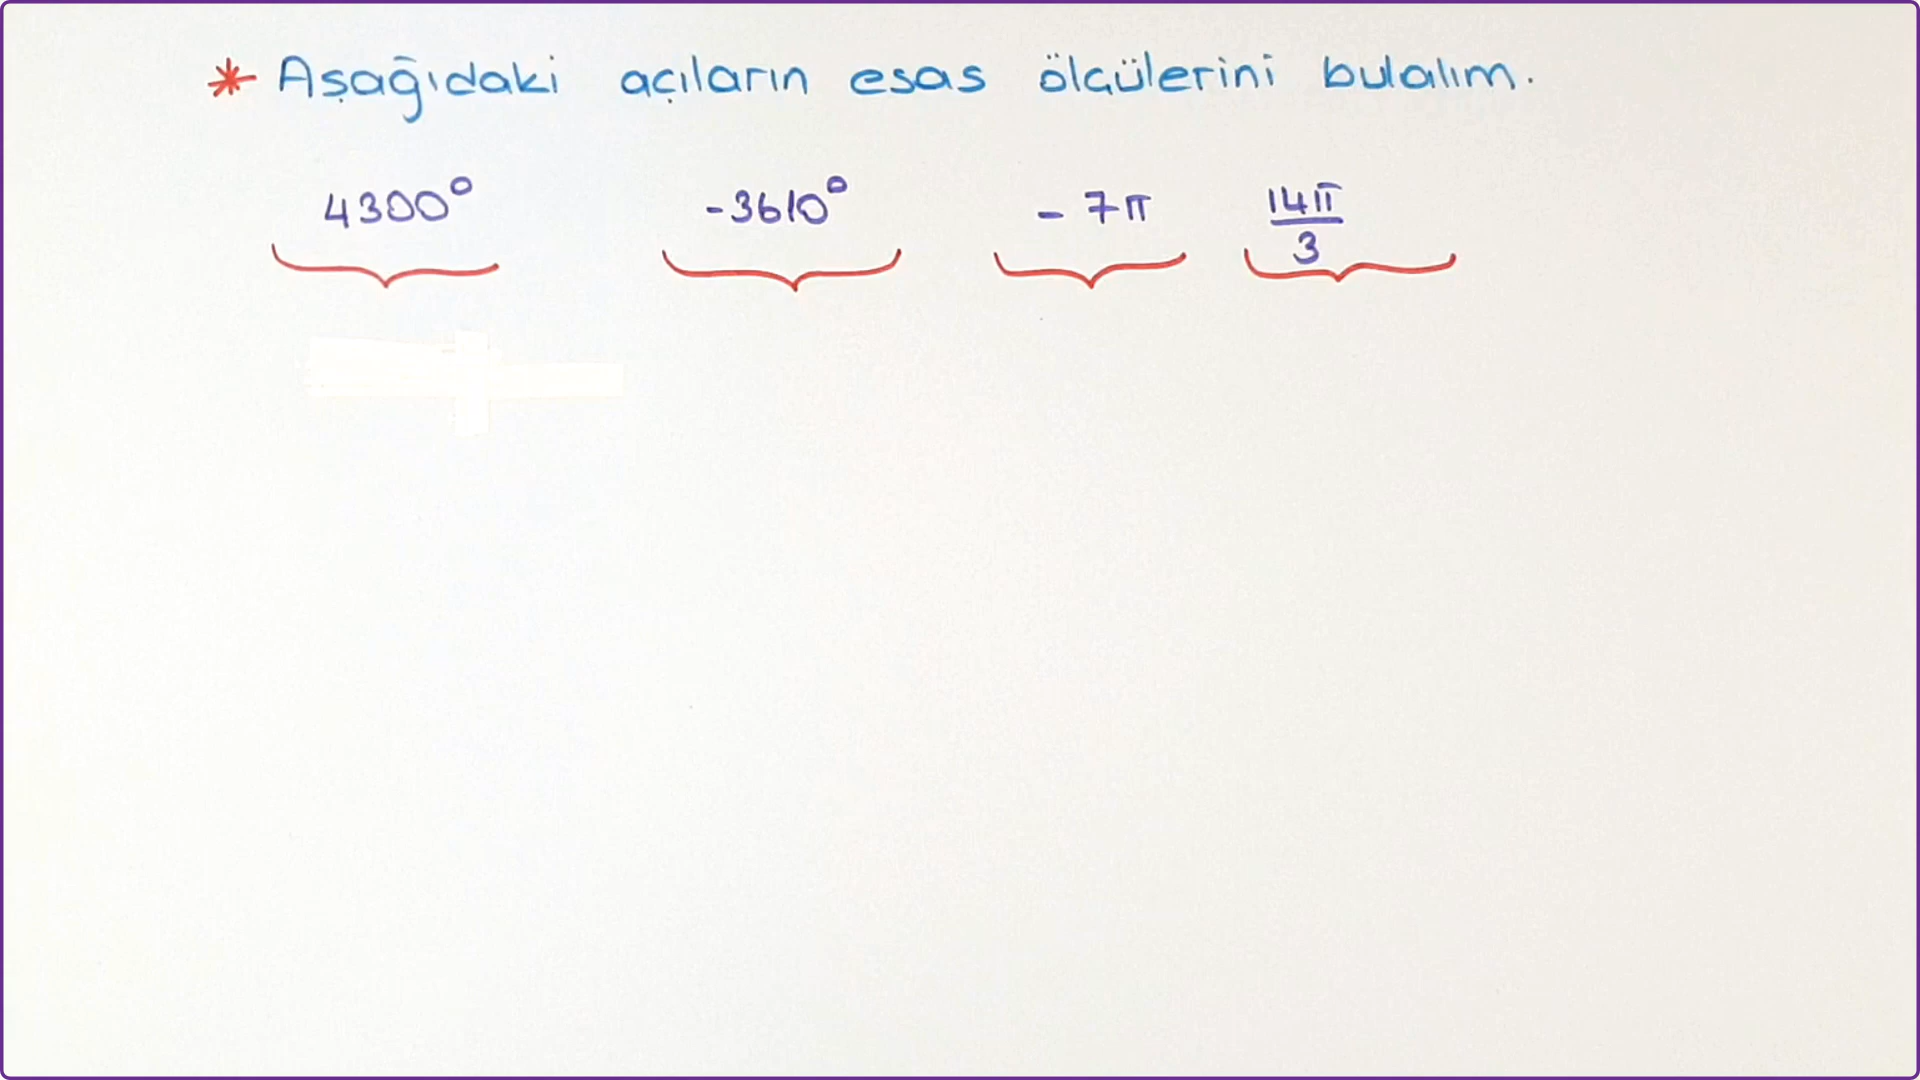 * Aşağıdaki açıların esas ölçülerini bulalım.
4300° -3610° - 7π 14π/3